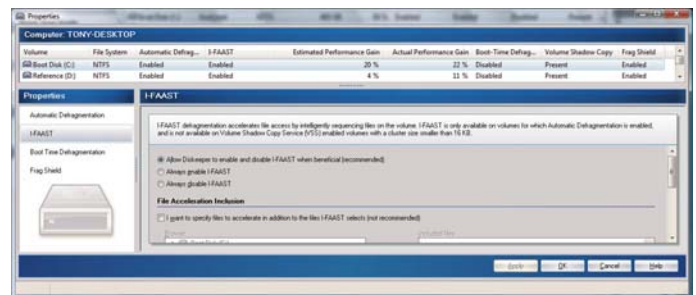 Properties
Computer: TONY-DESKTOP
Volume File System Automatic Defrag... I-FAAST Estimated Performance Gain Actual Performance Gain Boot-Time Defrag... Volume Shadow Copy Frag Shield
Boot Disk (C:) NTFS Enabled Enabled 20 % 22 % Disabled Present Enabled
Reference (D:) NTFS Enabled Enabled 4 % 11 % Disabled Present Enabled
Properties
I-FAAST
Automatic Defragmentation
I-FAAST
Boot Time Defragmentation
Frag Shield
I-FAAST defragmentation accelerates file access by intelligently sequencing files on the volume. I-FAAST is only available on volumes for which Automatic Defragmentation is enabled,
and is not available on Volume Shadow Copy Service (VSS) enabled volumes with a cluster size smaller than 16 KB.
Allow Diskeeper to enable and disable I-FAAST when beneficial (recommended)
Always enable I-FAAST
Always disable I-FAAST
File Acceleration Inclusion
I want to specify files to accelerate in addition to the files I-FAAST selects (not recommended)
Included files
Apply OK Cancel Help